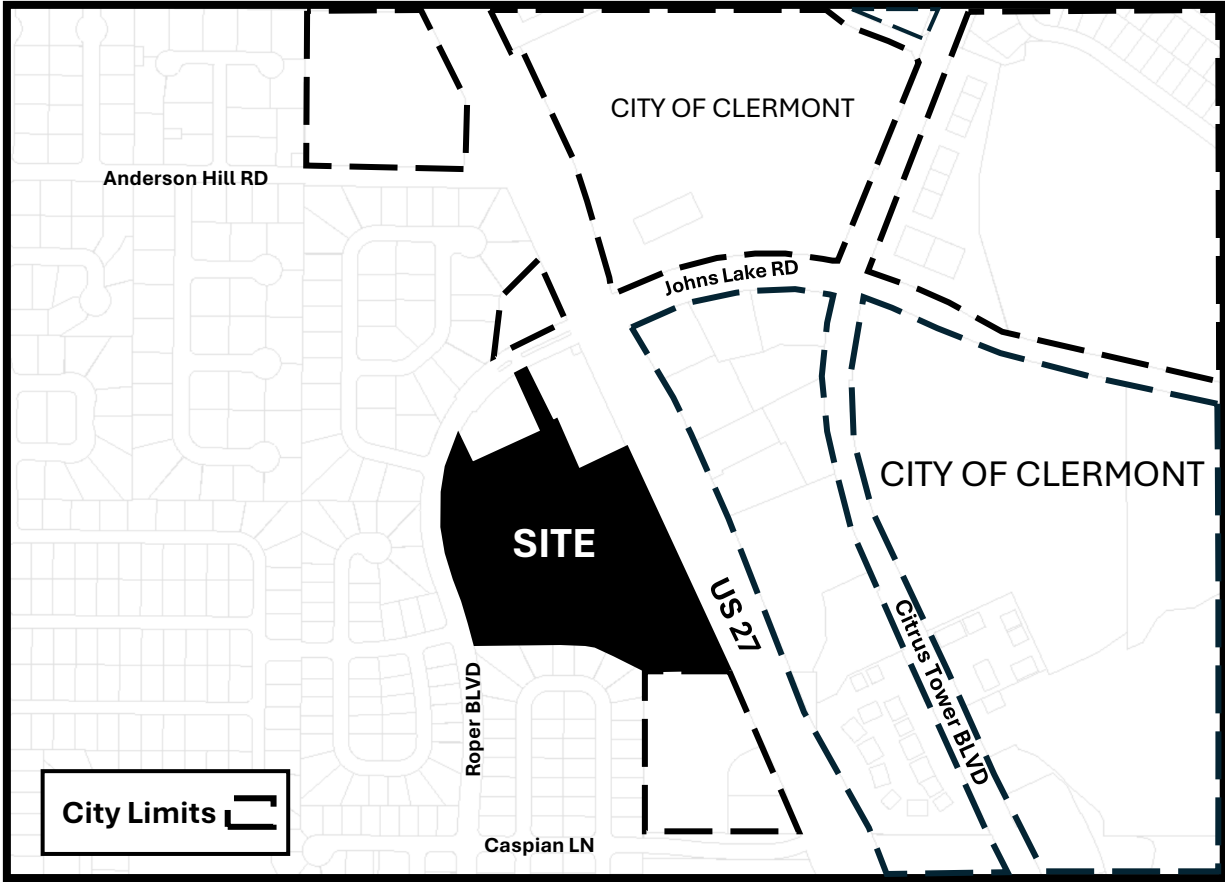 CITY OF CLERMONT
Anderson Hill RD
Johns Lake RD
CITY OF CLERMONT
SITE
US 27
Citrus Tower BLVD
Roper BLVD
City Limits
Caspian LN